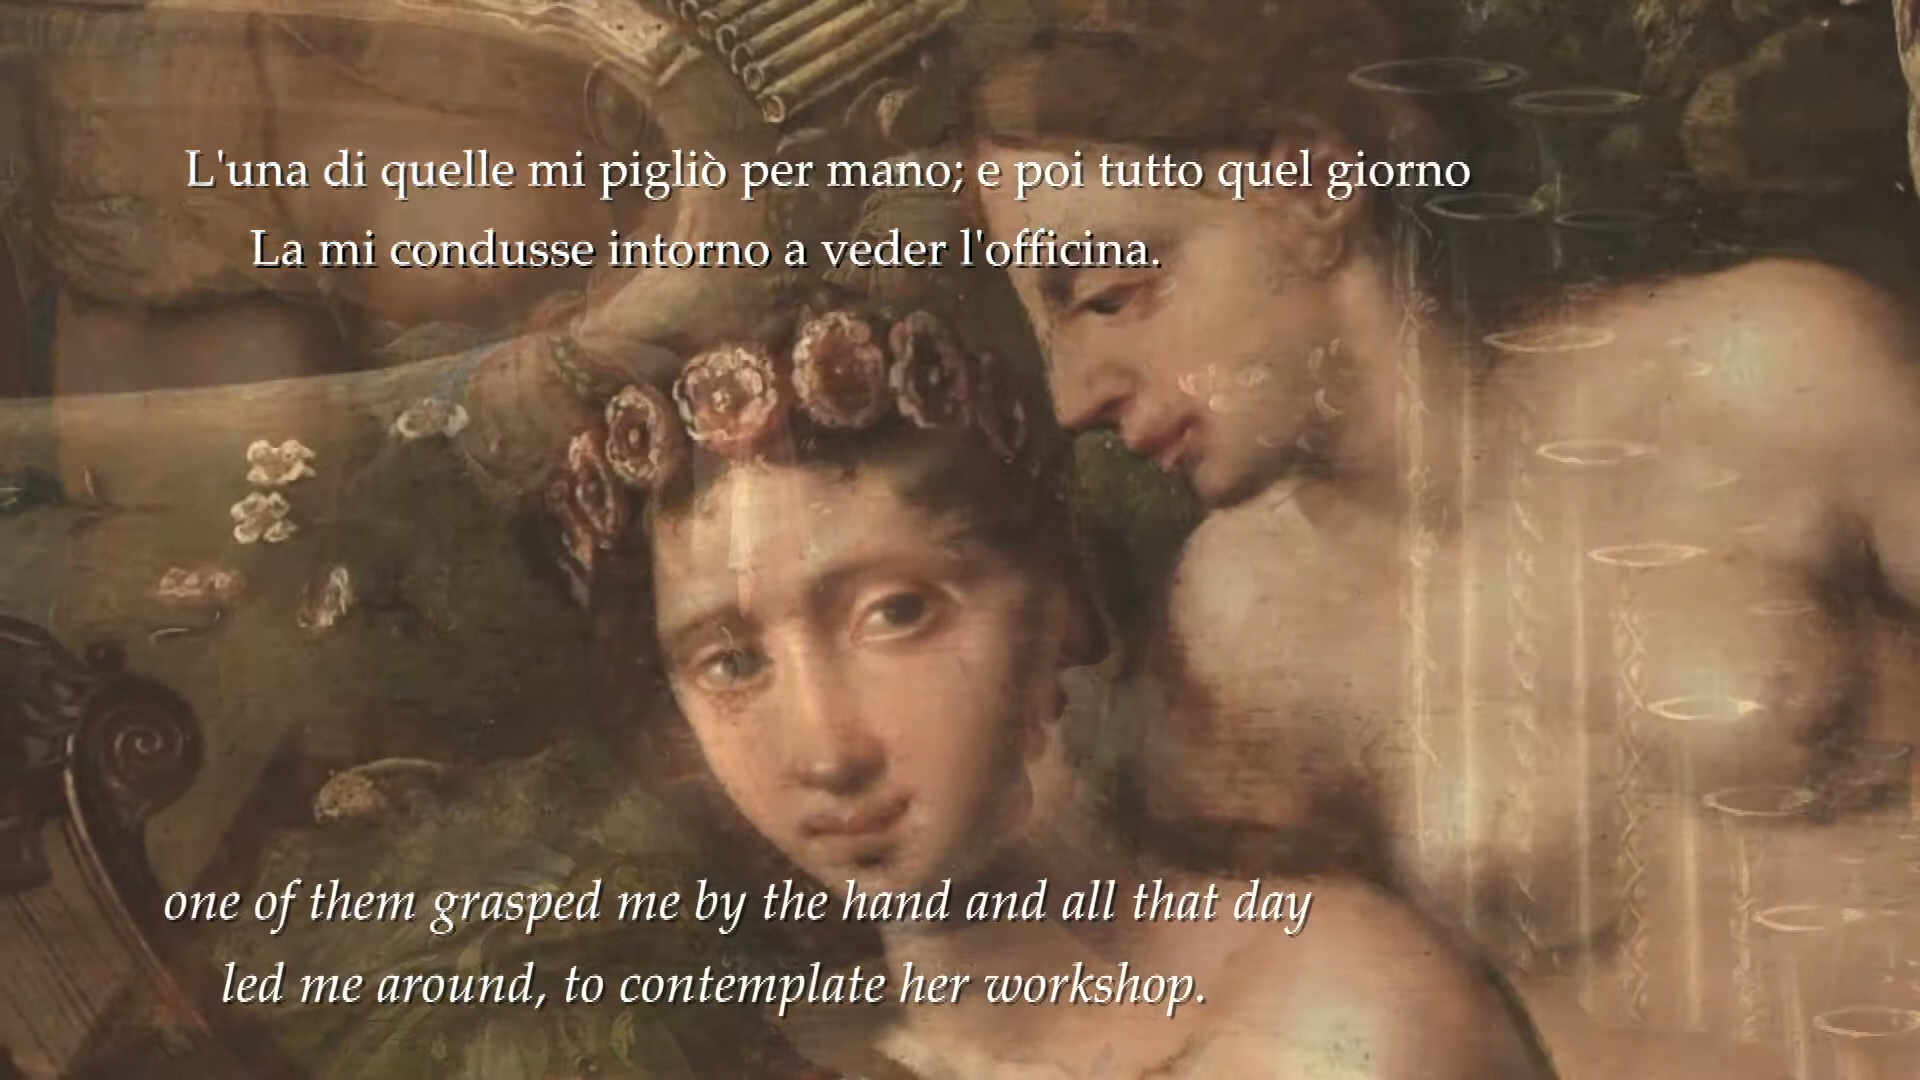 L'una di quelle mi pigliò per mano; e poi tutto quel giorno
La mi condusse intorno a veder l'officina.
one of them grasped me by the hand and all that day
led me around, to contemplate her workshop.